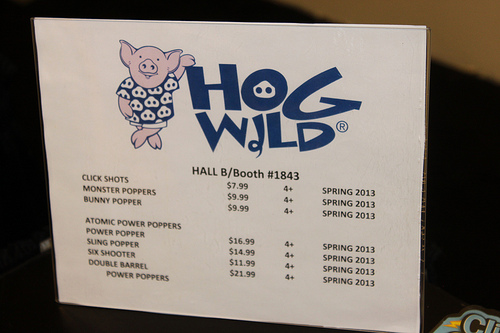 HOG
WILD®
HALL B/Booth #1843
CLICK SHOTS $7.99 4+ SPRING 2013
MONSTER POPPERS $9.99 4+ SPRING 2013
BUNNY POPPER $9.99 4+ SPRING 2013
ATOMIC POWER POPPERS
POWER POPPER $16.99 4+ SPRING 2013
SLING POPPER $14.99 4+ SPRING 2013
SIX SHOOTER $11.99 4+ SPRING 2013
DOUBLE BARREL $21.99 4+ SPRING 2013
POWER POPPERS